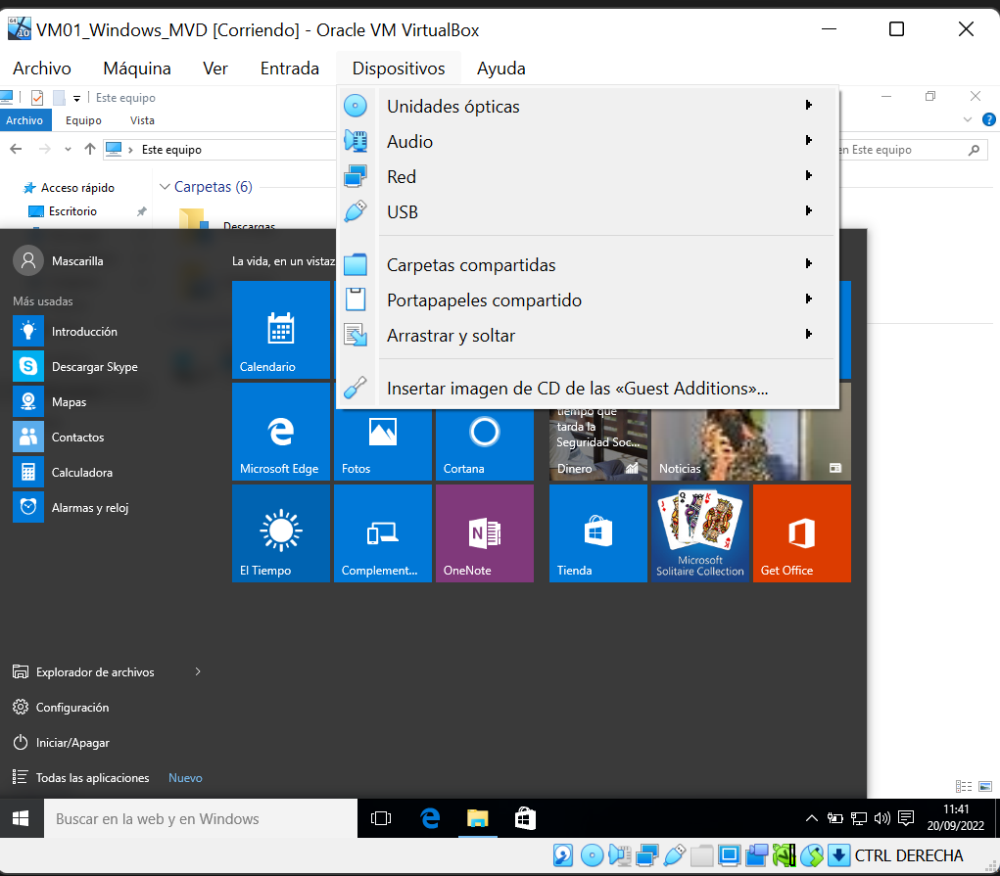 VM01_Windows_MVD [Corriendo] - Oracle VM VirtualBox
Archivo Máquina Ver Entrada Dispositivos Ayuda
Este equipo
Archivo Equipo Vista
Este equipo
en Este equipo
Acceso rápido
Escritorio
Carpetas (6)
Descargas
Unidades ópticas
Audio
Red
USB
Carpetas compartidas
Portapapeles compartido
Arrastrar y soltar
Insertar imagen de CD de las «Guest Additions»...
Mascarilla
Más usadas
Introducción
Descargar Skype
Mapas
Contactos
Calculadora
Alarmas y reloj
Explorador de archivos
Configuración
Iniciar/Apagar
Todas las aplicaciones Nuevo
La vida, en un vistaz
Calendario
Microsoft Edge
Fotos
Cortana
tiempo que
tarda la
Seguridad Soc...
Dinero
Noticias
El Tiempo
Complement...
OneNote
Tienda
Microsoft
Solitaire Collection
Get Office
Buscar en la web y en Windows
11:41
20/09/2022
CTRL DERECHA